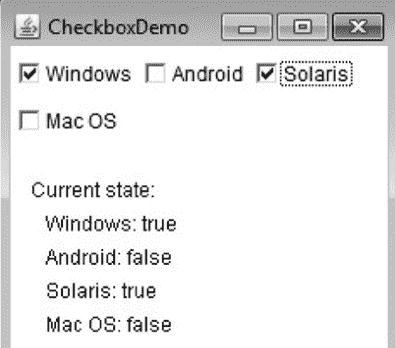 CheckboxDemo
Windows Android Solaris
Mac OS
Current state:
Windows: true
Android: false
Solaris: true
Mac OS: false